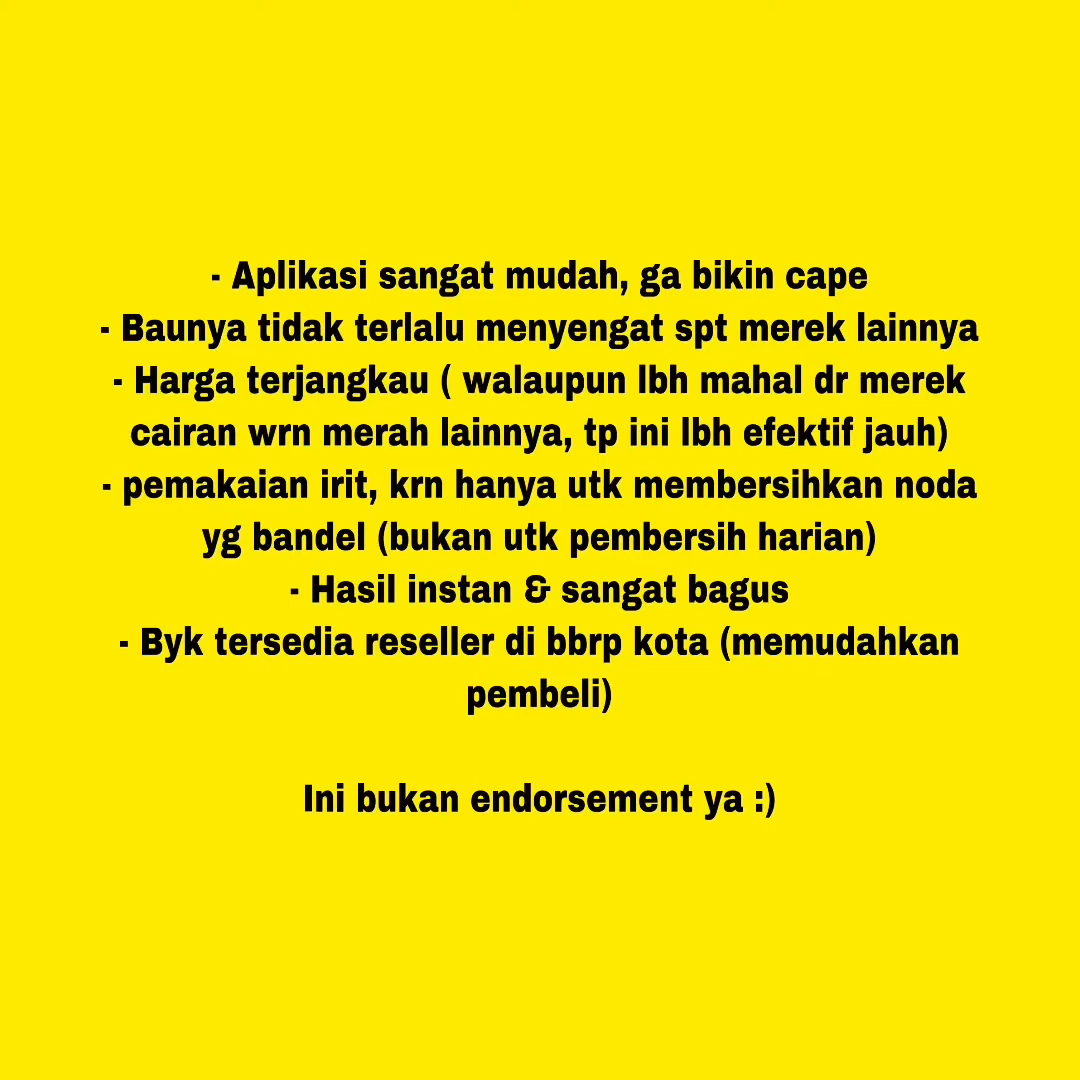 - Aplikasi sangat mudah, ga bikin cape
- Baunya tidak terlalu menyengat spt merek lainnya
- Harga terjangkau ( walaupun lbh mahal dr merek
cairan wrn merah lainnya, tp ini lbh efektif jauh)
- pemakaian irit, krn hanya utk membersihkan noda
yg bandel (bukan utk pembersih harian)
- Hasil instan & sangat bagus
- Byk tersedia reseller di bbrp kota (memudahkan
pembeli)
Ini bukan endorsement ya :)